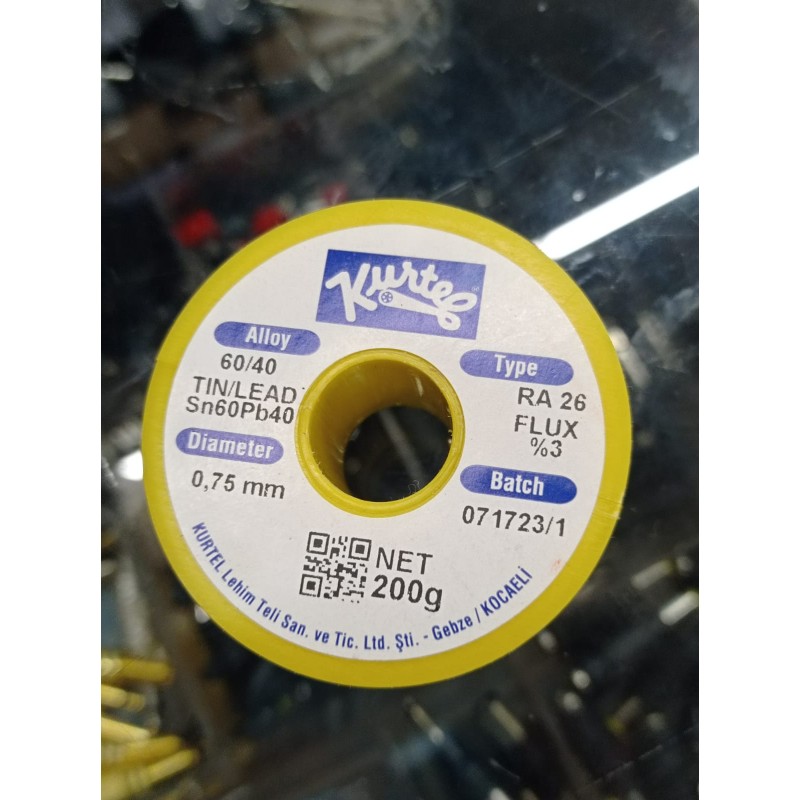 Kurtel
Alloy
60/40
TIN/LEAD
Sn60Pb40
Diameter
0,75 mm
Type
RA 26
FLUX
%3
Batch
071723/1
NET
200g
KURTEL Lehim Teli San. ve Tic. Ltd. Şti. - Gebze / KOCAELİ